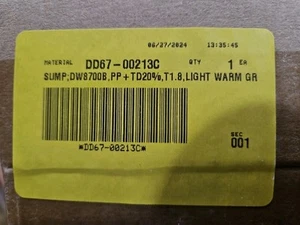 06/27/2024 13:35:45
MATERIAL DD67-00213C QTY 1 EA
SUMP;DW8700B,PP+TD20%,T1.8,LIGHT WARM GR
SEC
001
*DD67-00213C*